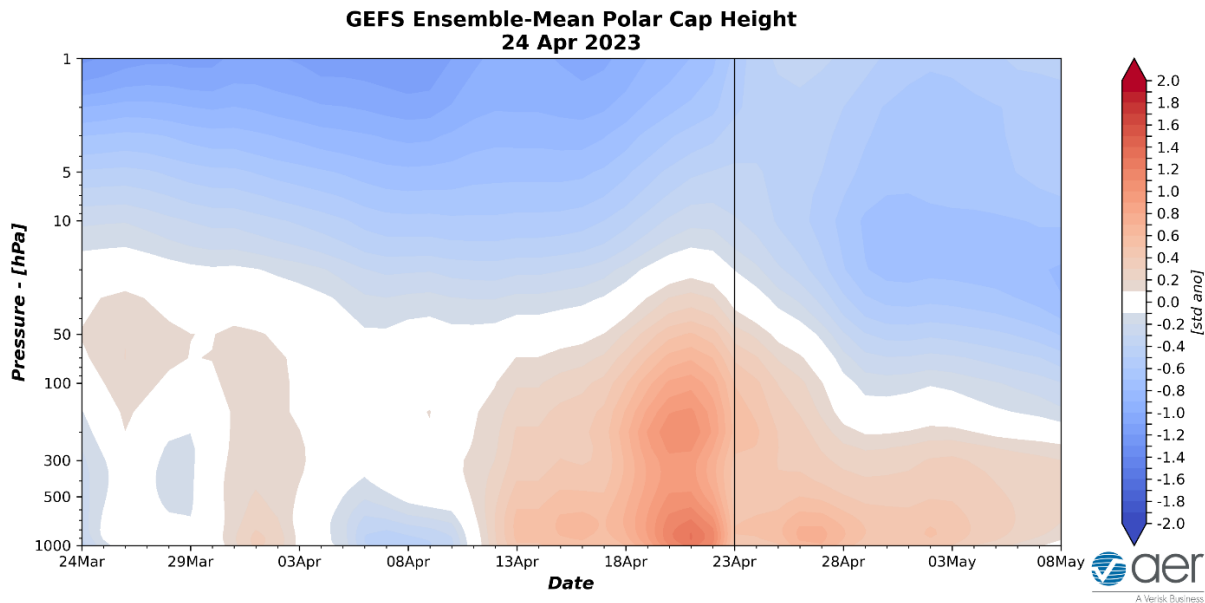 GEFS Ensemble-Mean Polar Cap Height
24 Apr 2023
Pressure - [hPa]
1
5
10
50
100
300
500
1000
24Mar
29Mar
03Apr
08Apr
13Apr
18Apr
23Apr
28Apr
03May
08May
Date
2.0
1.8
1.6
1.4
1.2
1.0
0.8
0.6
0.4
0.2
0.0
-0.2
-0.4
-0.6
-0.8
-1.0
-1.2
-1.4
-1.6
-1.8
-2.0
[std ano]
aer
A Verisk Business